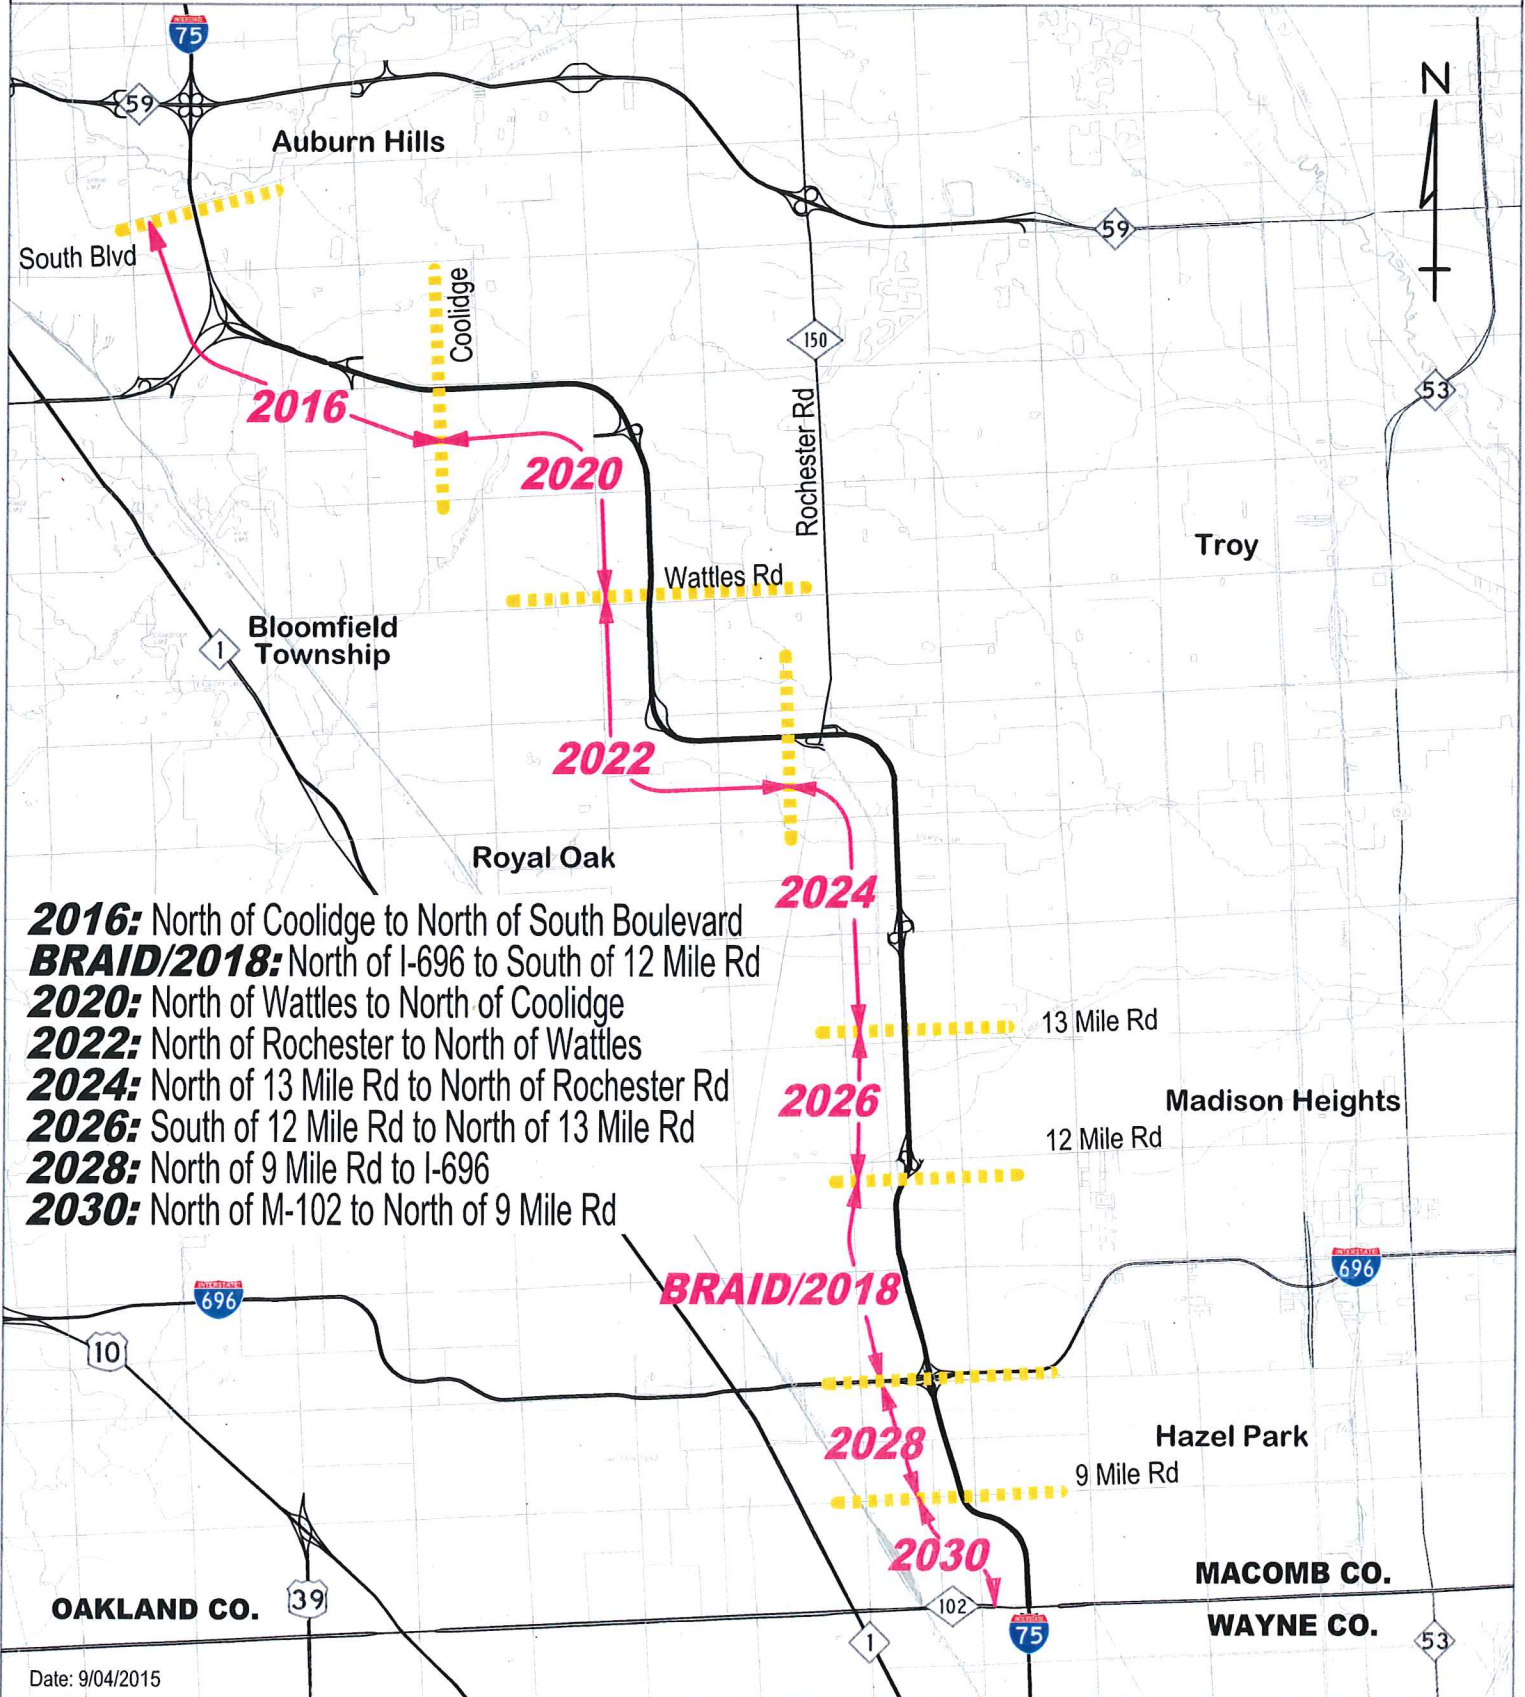 INTERSTATE
75
N
59
Auburn Hills
59
South Blvd
Coolidge
150
53
2016
Rochester Rd
2020
Troy
Wattles Rd
Bloomfield
Township
1
2022
Royal Oak
2024
2016: North of Coolidge to North of South Boulevard
BRAID/2018: North of I-696 to South of 12 Mile Rd
2020: North of Wattles to North of Coolidge
2022: North of Rochester to North of Wattles
2024: North of 13 Mile Rd to North of Rochester Rd
2026: South of 12 Mile Rd to North of 13 Mile Rd
2028: North of 9 Mile Rd to I-696
2030: North of M-102 to North of 9 Mile Rd
13 Mile Rd
2026
Madison Heights
12 Mile Rd
INTERSTATE
696
INTERSTATE
696
BRAID/2018
10
2028
Hazel Park
9 Mile Rd
2030
MACOMB CO.
OAKLAND CO.
39
102
INTERSTATE
75
WAYNE CO.
1
53
Date: 9/04/2015